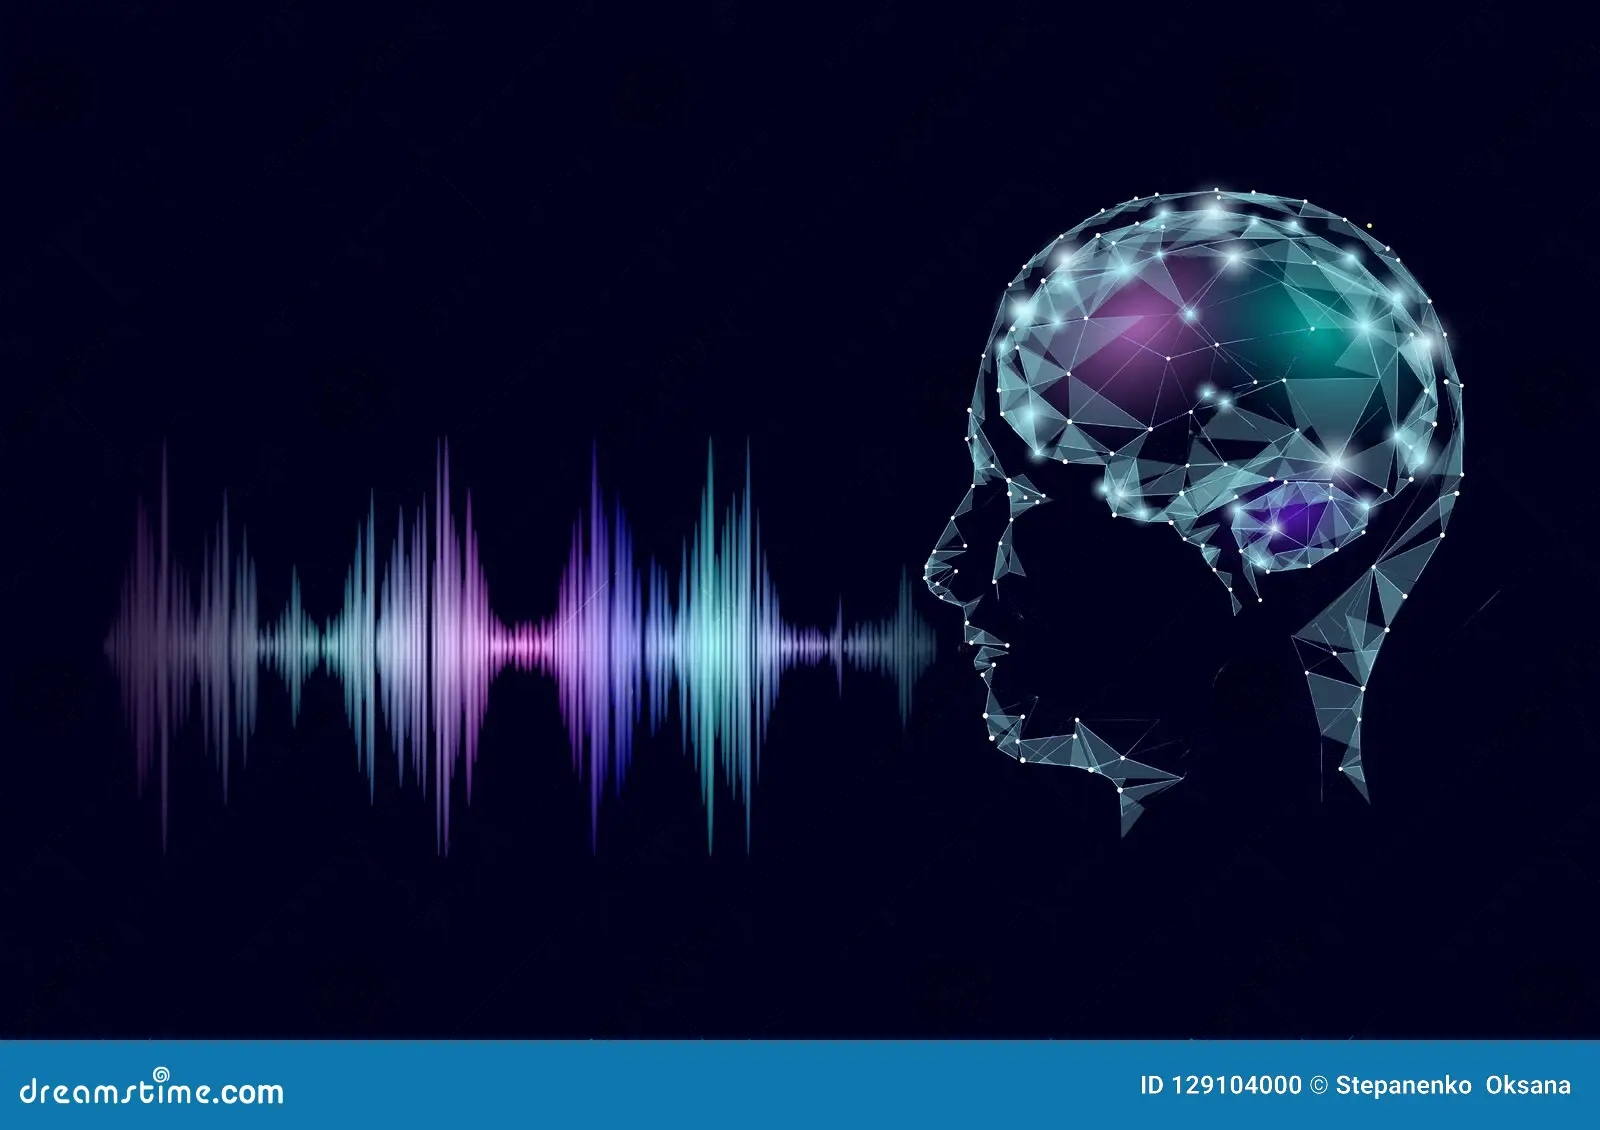 dreamstime.com
ID 129104000 © Stepanenko Oksana